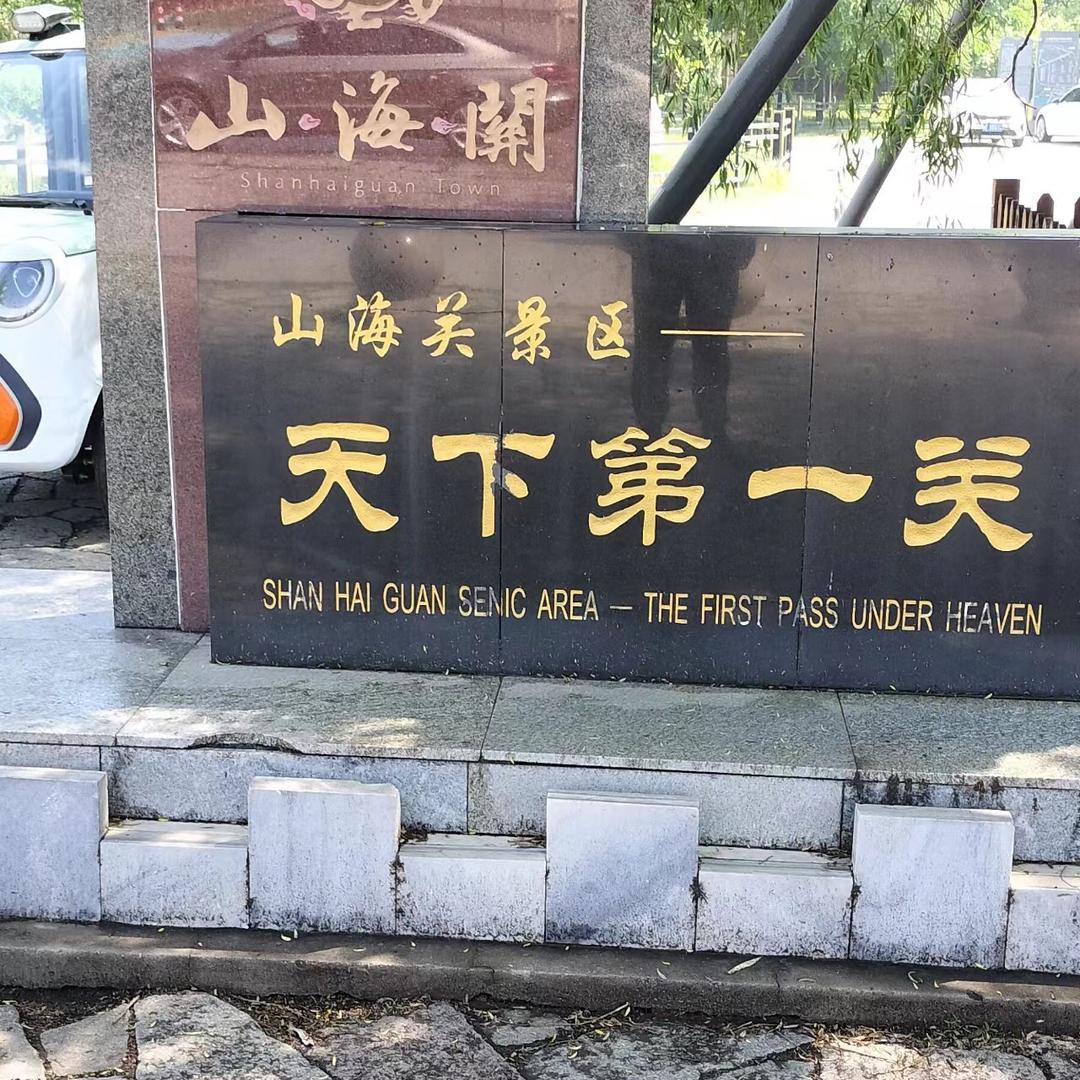 山海關
Shanhaiguan Town
山海关景区——
天下第一关
SHAN HAI GUAN SENIC AREA — THE FIRST PASS UNDER HEAVEN